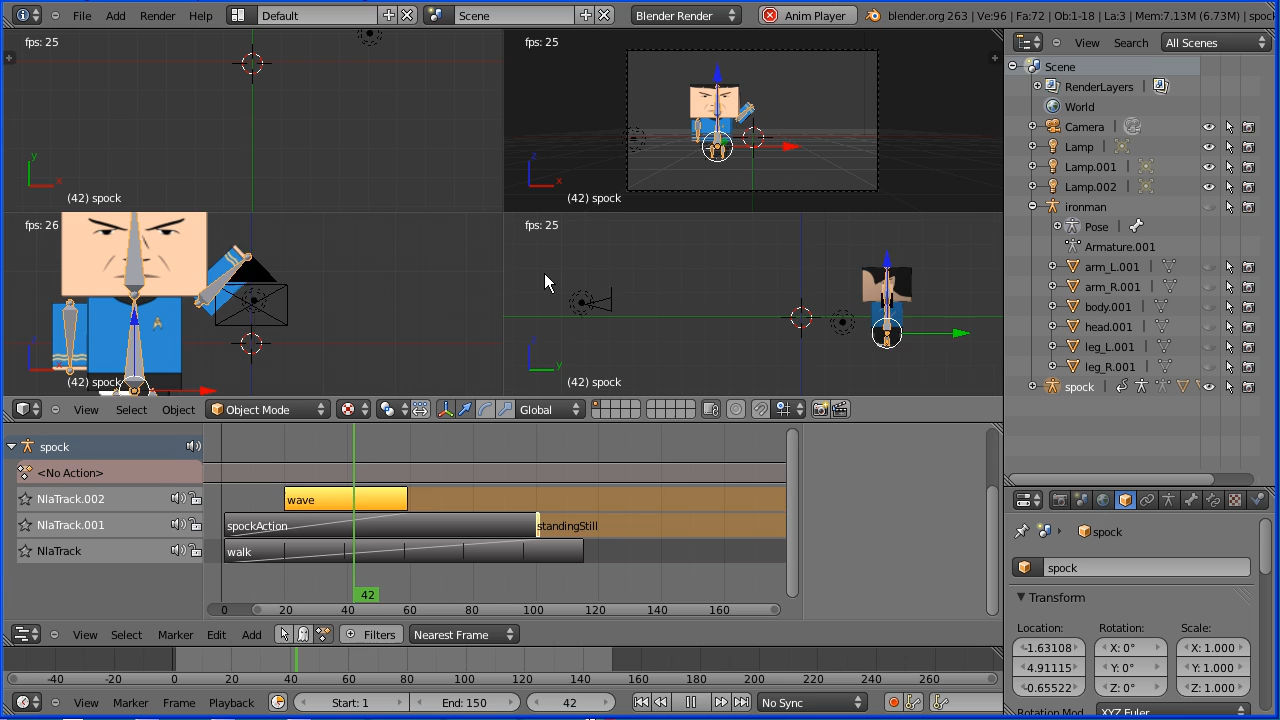 File Add Render Help Default Scene Blender Render Anim Player blender.org 263 | Ve:96 | Fa:72 | Ob:1-18 | La:3 | Mem:7.13M (6.73M) | spock
fps: 25
y
x
(42) spock
fps: 25
z
x
(42) spock
fps: 26
(42) spock
fps: 25
y
(42) spock
View Search All Scenes
Scene
RenderLayers
World
Camera
Lamp
Lamp.001
Lamp.002
ironman
Pose
Armature.001
arm_L.001
arm_R.001
body.001
head.001
leg_L.001
leg_R.001
spock
View Select Object Object Mode Global
spock
<No Action>
NlaTrack.002
wave
NlaTrack.001
spockAction
standingStill
NlaTrack
walk
42
0 20 40 60 80 100 120 140 160
View Select Marker Edit Add Filters Nearest Frame
-40 -20 0 20 40 60 80 100 120 140 160 180 200 220 240 260
View Marker Frame Playback Start: 1 End: 150 42 No Sync
spock
spock
Transform
Location: Rotation: Scale:
-1.63108 X: 0° X: 1.000
4.91115 Y: 0° Y: 1.000
-0.65522 Z: 0° Z: 1.000
Rotation Mod XYZ Euler